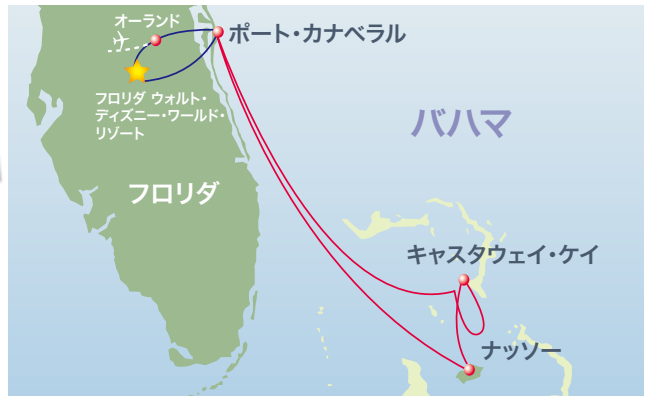 オーランド
ポート・カナベラル
フロリダ ウォルト・
ディズニー・ワールド・
リゾート
バハマ
フロリダ
キャスタウェイ・ケイ
ナッソー